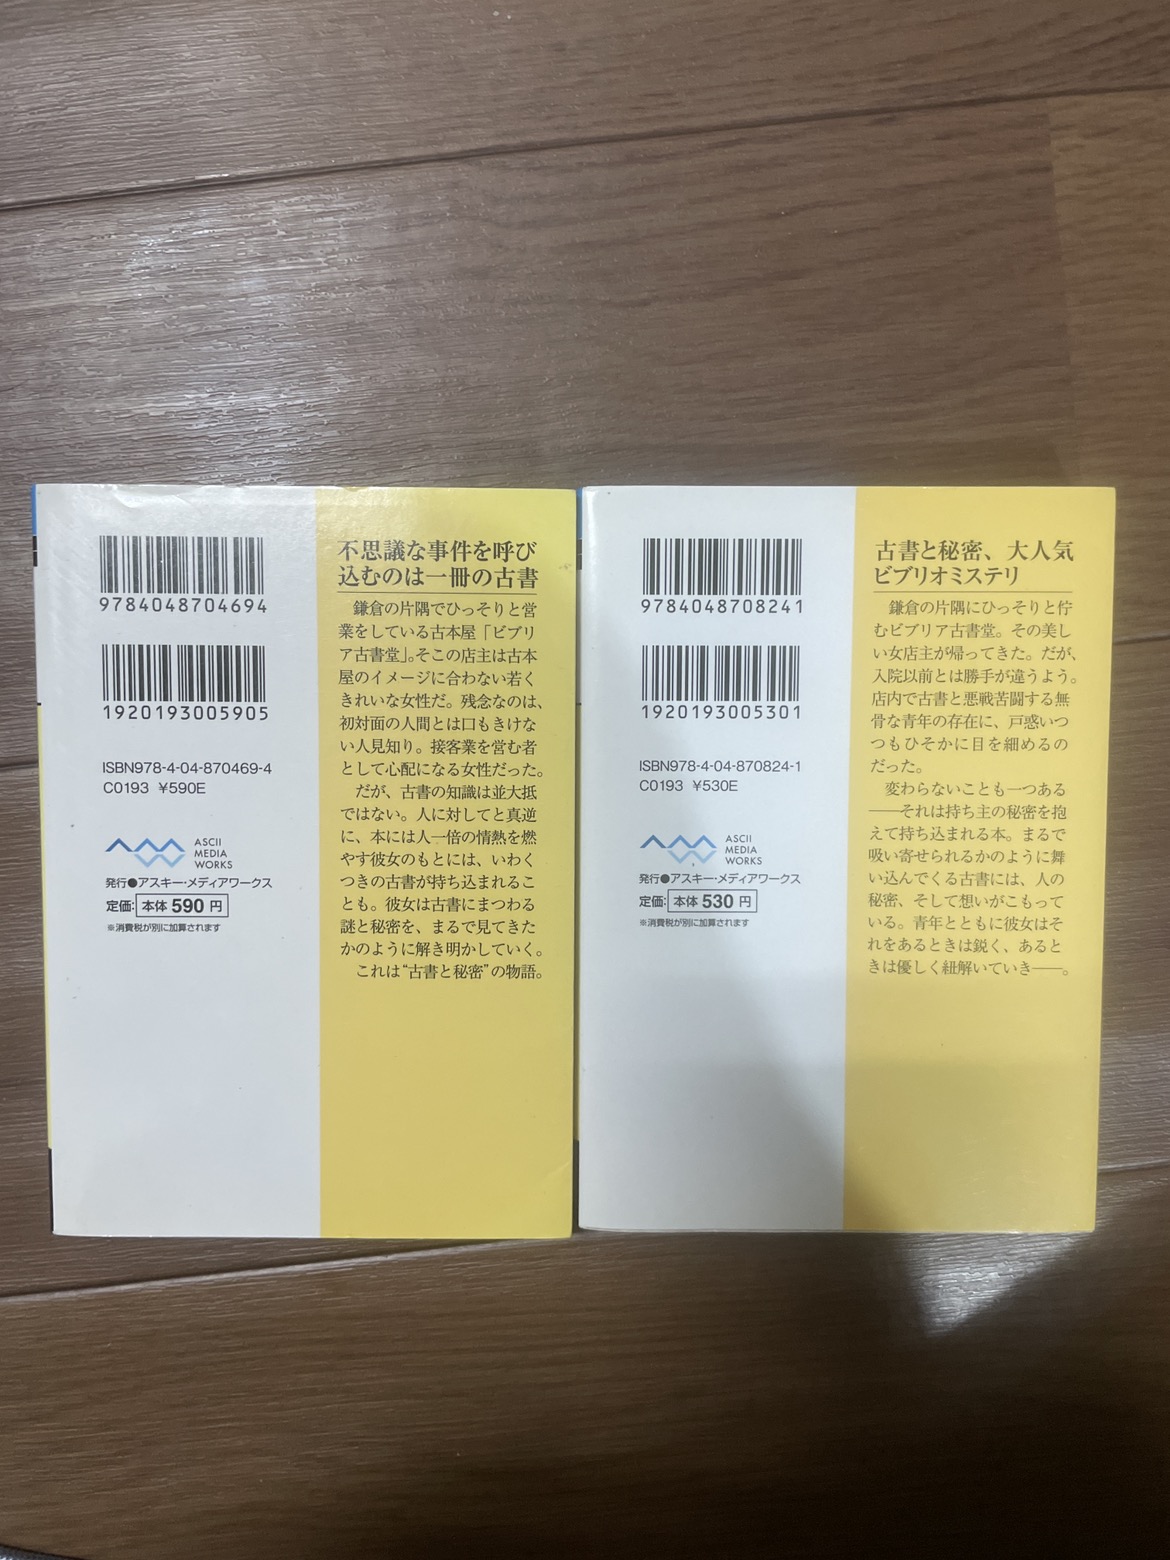 9784048704694
1920193005905
ISBN978-4-04-870469-4
C0193 ¥590E
ASCII
MEDIA
WORKS
発行●アスキー・メディアワークス
定価:本体590円
※消費税が別に加算されます
不思議な事件を呼び
込むのは一冊の古書
鎌倉の片隅でひっそりと営
業をしている古本屋「ビブリ
ア古書堂」。そこの店主は古本
屋のイメージに合わない若く
きれいな女性だ。残念なのは、
初対面の人間とは口もきけな
い人見知り。接客業を営む者
として心配になる女性だった。
だが、古書の知識は並大抵
ではない。人に対してと真逆
に、本には人一倍の情熱を燃
やす彼女のもとには、いわく
つきの古書が持ち込まれるこ
とも。彼女は古書にまつわる
謎と秘密を、まるで見てきた
かのように解き明かしていく。
これは“古書と秘密”の物語。
9784048708241
1920193005301
ISBN978-4-04-870824-1
C0193 ¥530E
ASCII
MEDIA
WORKS
発行●アスキー・メディアワークス
定価:本体530円
※消費税が別に加算されます
古書と秘密、大人気
ビブリオミステリ
鎌倉の片隅にひっそりと佇
むビブリア古書堂。その美し
い女店主が帰ってきた。だが、
入院以前とは勝手が違うよう。
店内で古書と悪戦苦闘する無
骨な青年の存在に、戸惑いつ
つもひそかに目を細めるの
だった。
変わらないことも一つある
――それは持ち主の秘密を抱
えて持ち込まれる本。まるで
吸い寄せられるかのように舞
い込んでくる古書には、人の
秘密、そして想いがこもって
いる。青年とともに彼女はそ
れをあるときは鋭く、あると
きは優しく紐解いていき――。